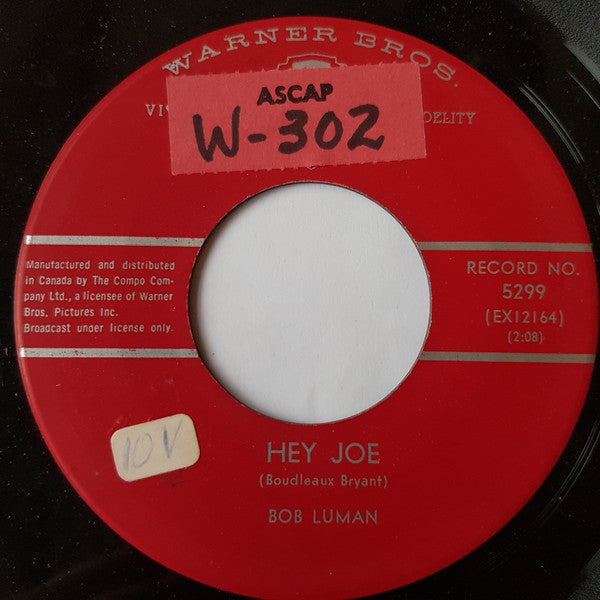 WARNER BROS.
ASCAP
W-302
VI
DELITY
Manufactured and distributed
in Canada by The Compo Com-
pany Ltd., a licensee of Warner
Bros. Pictures Inc.
Broadcast under license only.
RECORD NO.
5299
(EX12164)
(2:08)
10V
HEY JOE
(Boudleaux Bryant)
BOB LUMAN